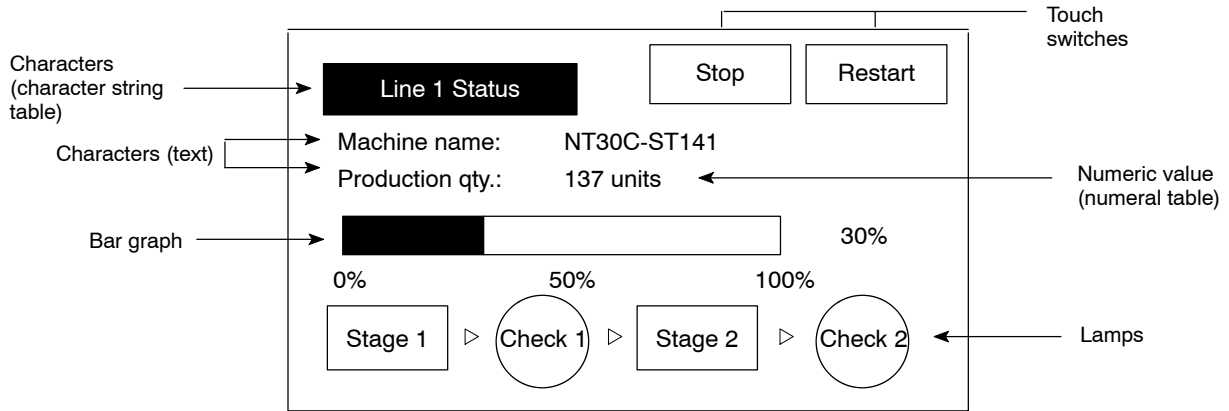 Touch
switches
Characters
(character string
table)
Line 1 Status
Stop
Restart
Characters (text)
Machine name: NT30C-ST141
Production qty.: 137 units
Numeric value
(numeral table)
Bar graph
30%
0% 50% 100%
Stage 1 Check 1 Stage 2 Check 2
Lamps